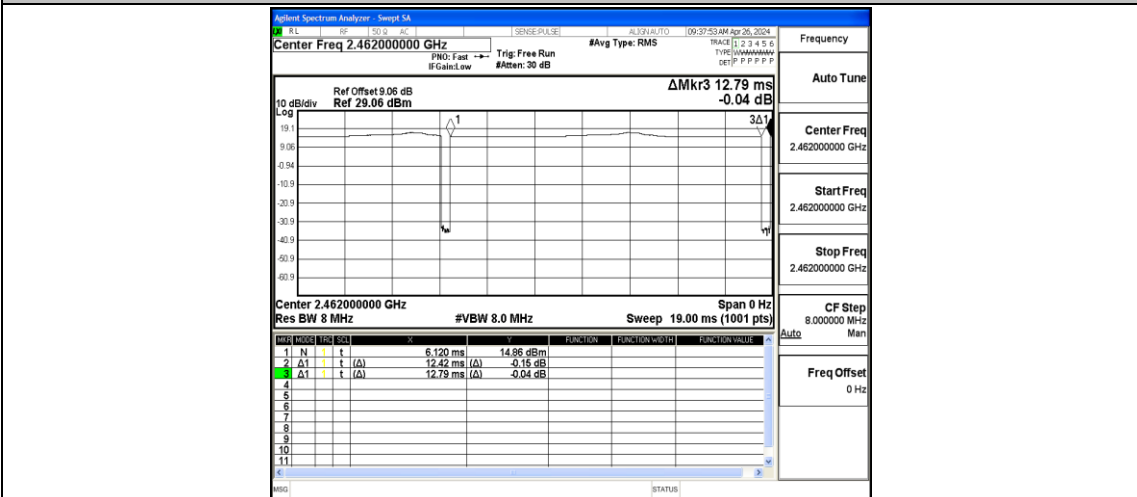 Agilent Spectrum Analyzer - Swept SA
RL RF 50 Ω AC SENSE:PULSE ALIGNAUTO 09:37:53 AM Apr 26, 2024
Center Freq 2.462000000 GHz
#Avg Type: RMS
TRACE 1 2 3 4 5 6
PNO: Fast Trig: Free Run
TYPE
IFGain:Low #Atten: 30 dB
DET P P P P P P
ΔMkr3 12.79 ms
-0.04 dB
Ref Offset 9.06 dB
10 dB/div Ref 29.06 dBm
Log
1
3Δ1
19.1
9.06
-0.94
-10.9
-20.9
-30.9
-40.9
-50.9
-60.9
Center 2.462000000 GHz Span 0 Hz
Res BW 8 MHz #VBW 8.0 MHz Sweep 19.00 ms (1001 pts)
MKR MODE TRC SCL X Y FUNCTION FUNCTION WIDTH FUNCTION VALUE
1 N 1 t 6.120 ms 14.86 dBm
2 Δ1 1 t (Δ) 12.42 ms (Δ) -0.15 dB
3 Δ1 1 t (Δ) 12.79 ms (Δ) -0.04 dB
4
5
6
7
8
9
10
11
MSG STATUS
Frequency
Auto Tune
Center Freq
2.462000000 GHz
Start Freq
2.462000000 GHz
Stop Freq
2.462000000 GHz
CF Step
8.000000 MHz
Auto Man
Freq Offset
0 Hz